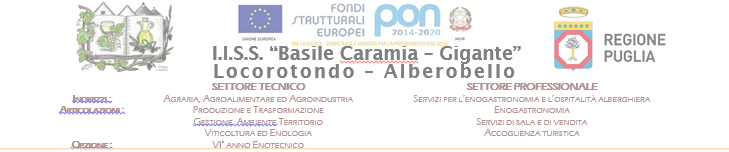 FONDI
STRUTTURALI
EUROPEI
pon
2014-2020
UNIONE EUROPEA
MIUR
REGIONE
PUGLIA
I.I.S.S. “Basile Caramia – Gigante”
Locorotondo – Alberobello
SETTORE TECNICO
SETTORE PROFESSIONALE
INDIRIZZI: AGRARIA, AGROALIMENTARE ED AGROINDUSTRIA SERVIZI PER L’ENOGASTRONOMIA E L’OSPITALITÀ ALBERGHIERA
ARTICOLAZIONI: PRODUZIONE E TRASFORMAZIONE ENOGASTRONOMIA
GESTIONE AMBIENTE TERRITORIO SERVIZI DI SALA E DI VENDITA
VITICOLTURA ED ENOLOGIA ACCOGLIENZA TURISTICA
OPZIONE: VI° ANNO ENOTECNICO